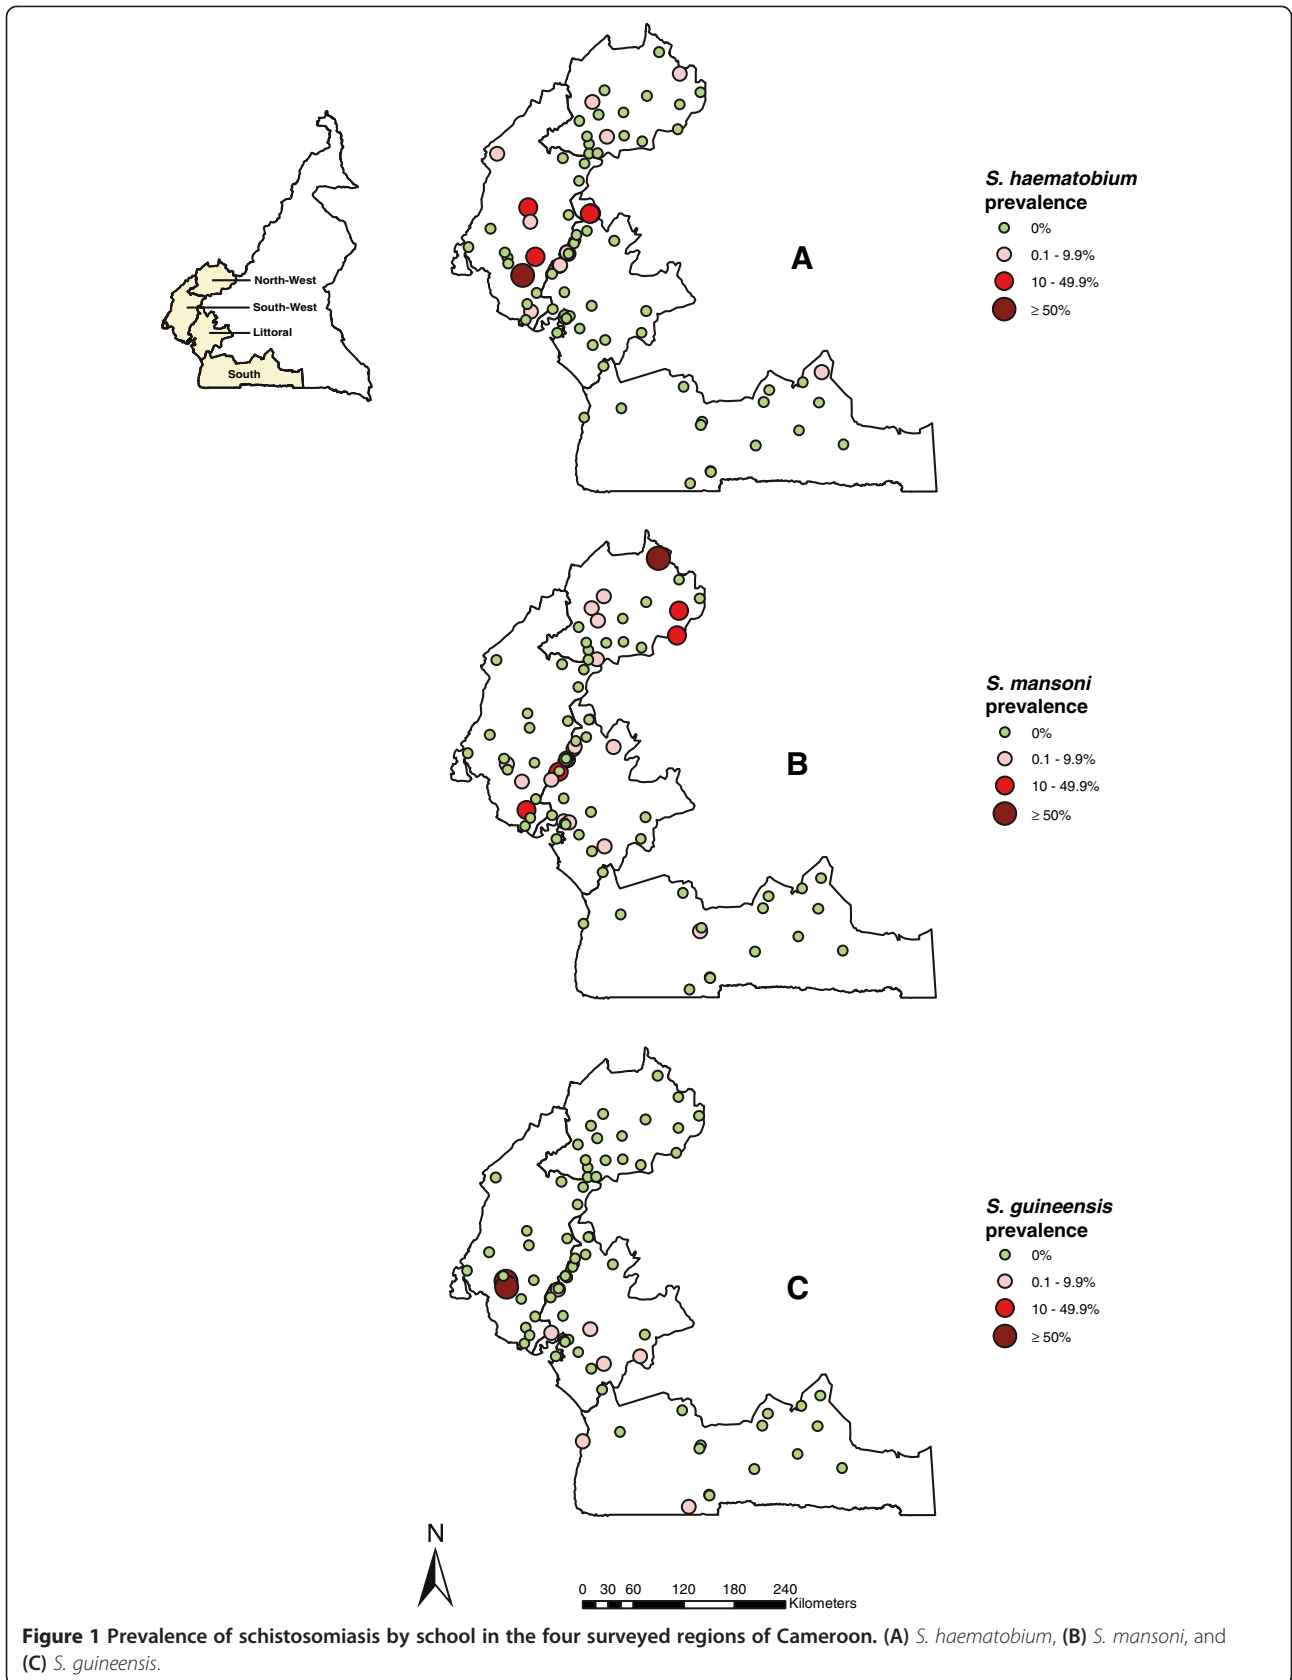 North-West
South-West
Littoral
South
A
S. haematobium
prevalence
0%
0.1 - 9.9%
10 - 49.9%
≥ 50%
B
S. mansoni
prevalence
0%
0.1 - 9.9%
10 - 49.9%
≥ 50%
C
S. guineensis
prevalence
0%
0.1 - 9.9%
10 - 49.9%
≥ 50%
N
0 30 60 120 180 240
Kilometers
Figure 1 Prevalence of schistosomiasis by school in the four surveyed regions of Cameroon. (A) S. haematobium, (B) S. mansoni, and
(C) S. guineensis.